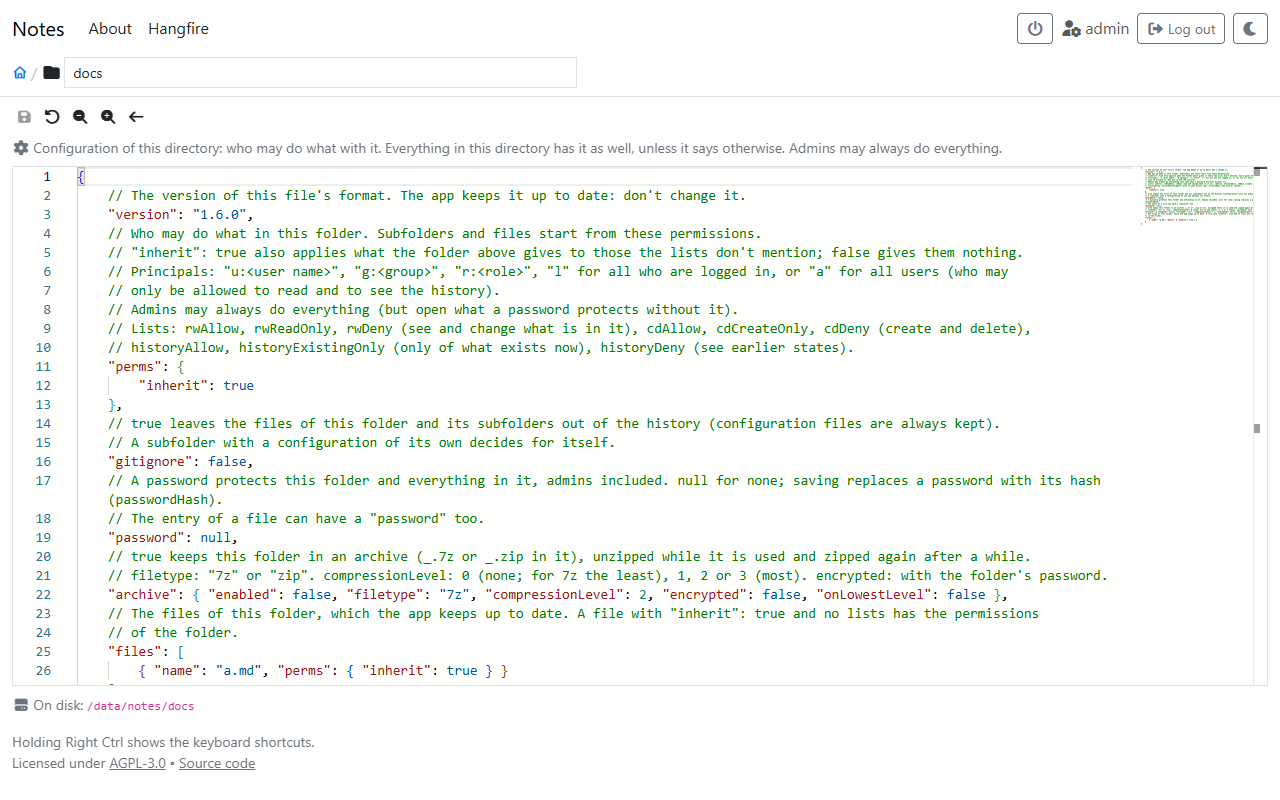 Notes About Hangfire admin Log out
/ docs
Configuration of this directory: who may do what with it. Everything in this directory has it as well, unless it says otherwise. Admins may always do everything.
1 {
2 // The version of this file's format. The app keeps it up to date: don't change it.
3 "version": "1.6.0",
4 // Who may do what in this folder. Subfolders and files start from these permissions.
5 // "inherit": true also applies what the folder above gives to those the lists don't mention; false gives them nothing.
6 // Principals: "u:<user name>", "g:<group>", "r:<role>", "l" for all who are logged in, or "a" for all users (who may
7 // only be allowed to read and to see the history).
8 // Admins may always do everything (but open what a password protects without it).
9 // Lists: rwAllow, rwReadOnly, rwDeny (see and change what is in it), cdAllow, cdCreateOnly, cdDeny (create and delete),
10 // historyAllow, historyExistingOnly (only of what exists now), historyDeny (see earlier states).
11 "perms": {
12 "inherit": true
13 },
14 // true leaves the files of this folder and its subfolders out of the history (configuration files are always kept).
15 // A subfolder with a configuration of its own decides for itself.
16 "gitignore": false,
17 // A password protects this folder and everything in it, admins included. null for none; saving replaces a password with its hash
(passwordHash).
18 // The entry of a file can have a "password" too.
19 "password": null,
20 // true keeps this folder in an archive (_.7z or _.zip in it), unzipped while it is used and zipped again after a while.
21 // filetype: "7z" or "zip". compressionLevel: 0 (none; for 7z the least), 1, 2 or 3 (most). encrypted: with the folder's password.
22 "archive": { "enabled": false, "filetype": "7z", "compressionLevel": 2, "encrypted": false, "onLowestLevel": false },
23 // The files of this folder, which the app keeps up to date. A file with "inherit": true and no lists has the permissions
24 // of the folder.
25 "files": [
26 { "name": "a.md", "perms": { "inherit": true } }
On disk: /data/notes/docs
Holding Right Ctrl shows the keyboard shortcuts.
Licensed under AGPL-3.0 • Source code